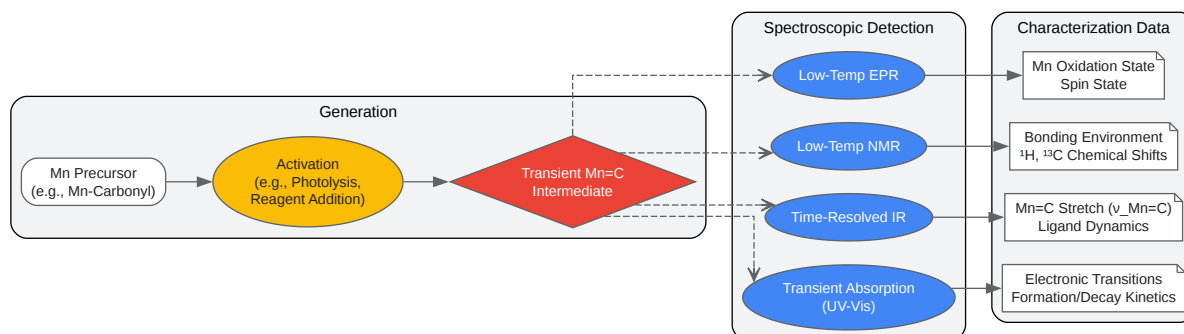 Generation
Mn Precursor
(e.g., Mn-Carbonyl)
Activation
(e.g., Photolysis,
Reagent Addition)
Transient Mn=C
Intermediate
Spectroscopic Detection
Low-Temp EPR
Low-Temp NMR
Time-Resolved IR
Transient Absorption
(UV-Vis)
Characterization Data
Mn Oxidation State
Spin State
Bonding Environment
¹H, ¹³C Chemical Shifts
Mn=C Stretch (ν_Mn=C)
Ligand Dynamics
Electronic Transitions
Formation/Decay Kinetics